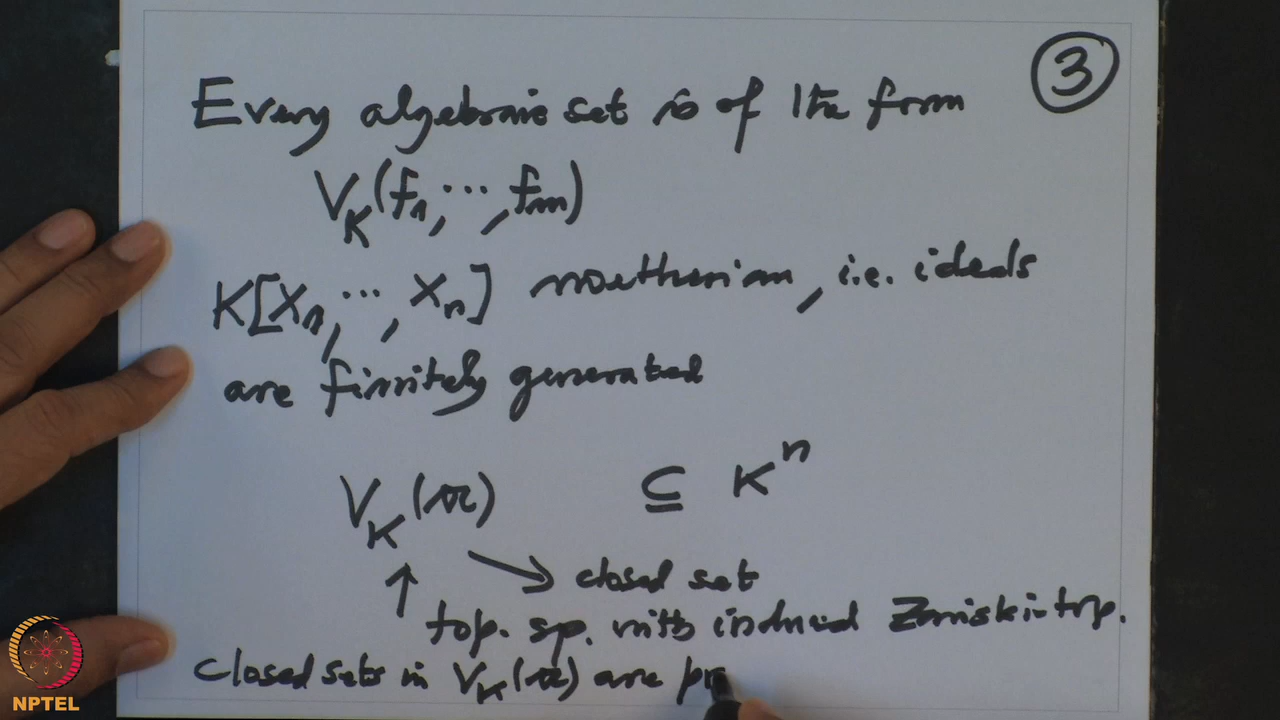 3
Every algebraic set is of the form
V_K(f_1, ..., f_m)
K[X_1, ..., X_n] noetherian, i.e. ideals
are finitely generated
V_K(𝔞) ⊆ K^n
↑ ↘ closed set
top. sp. with induced Zariski top.
Closed sets in V_K(𝔞) are pr
NPTEL